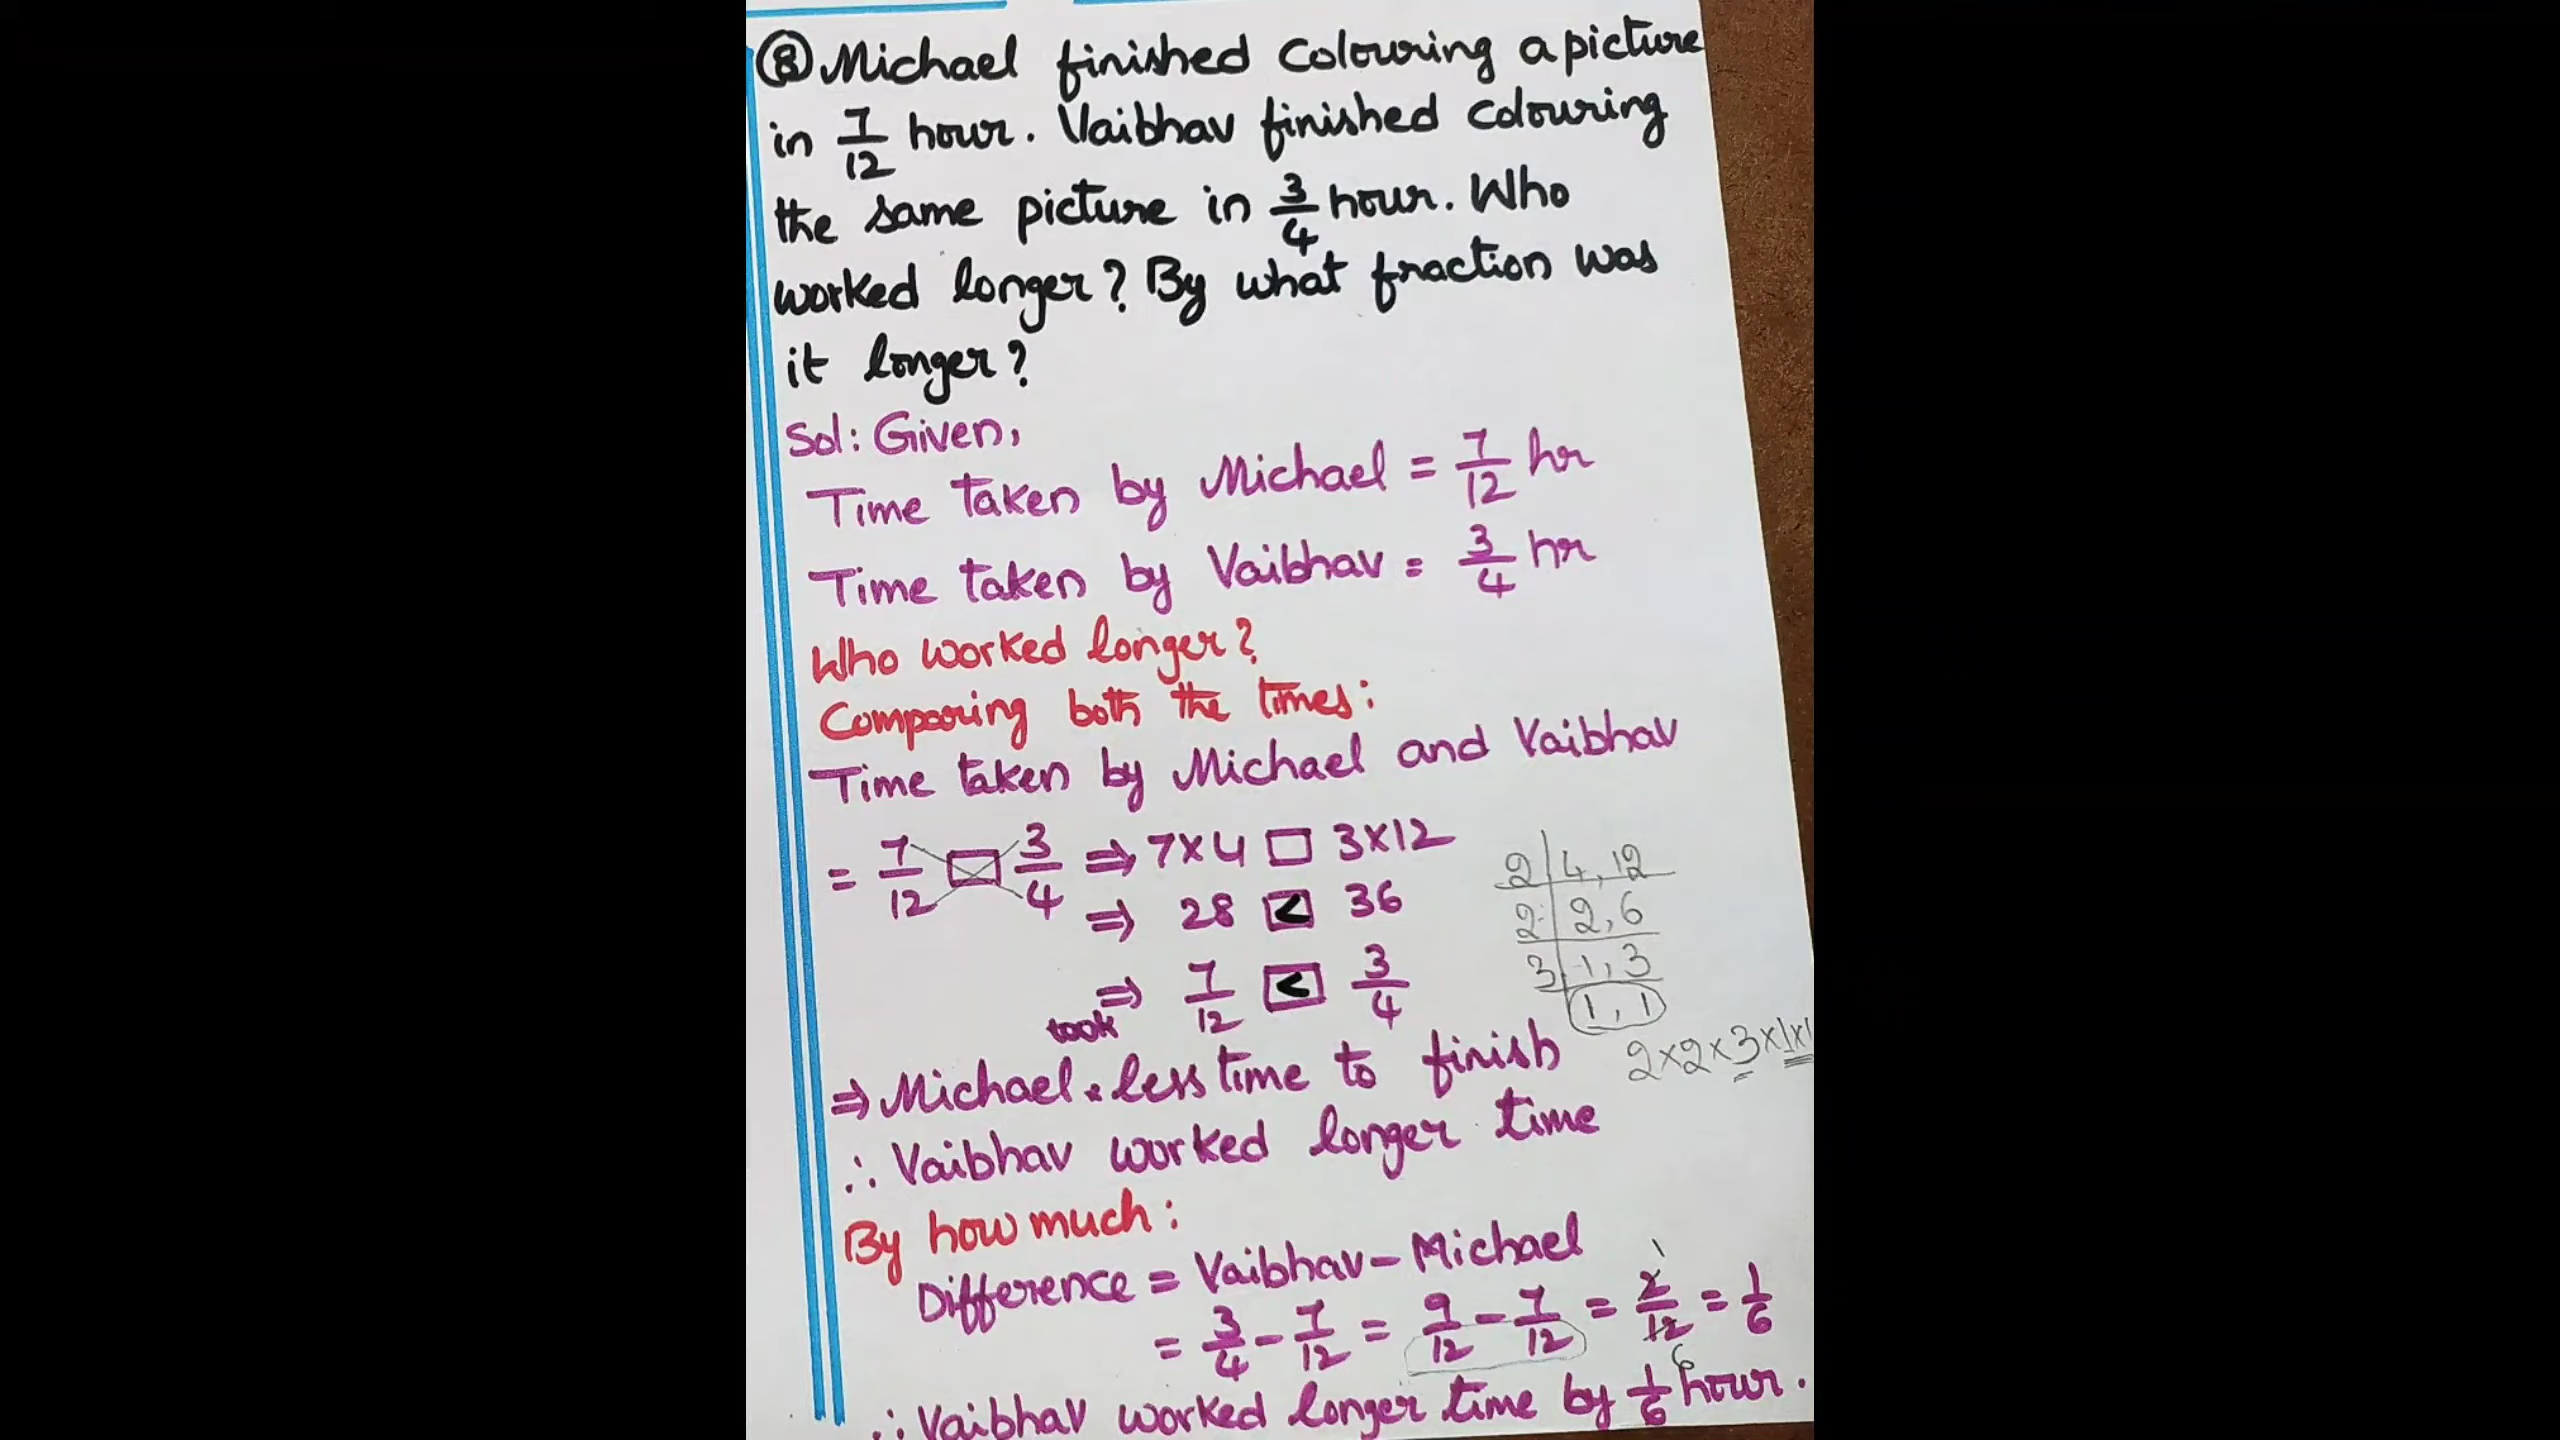 ⑧ Michael finished colouring a picture
in 7/12 hour. Vaibhav finished colouring
the same picture in 3/4 hour. Who
worked longer? By what fraction was
it longer?
Sol: Given,
Time taken by Michael = 7/12 hr
Time taken by Vaibhav = 3/4 hr
Who worked longer?
Comparing both the times:
Time taken by Michael and Vaibhav
= 7/12 □ 3/4 ⇒ 7×4 □ 3×12
⇒ 28 < 36
⇒ 7/12 < 3/4
2 | 4, 12
2 | 2, 6
3 | 1, 3
1, 1
2×2×3×1×1
took
⇒ Michael × less time to finish
∴ Vaibhav worked longer time
By how much:
Difference = Vaibhav - Michael
= 3/4 - 7/12 = 9/12 - 7/12 = 2/12 = 1/6
1
6
∴ Vaibhav worked longer time by 1/6 hour.